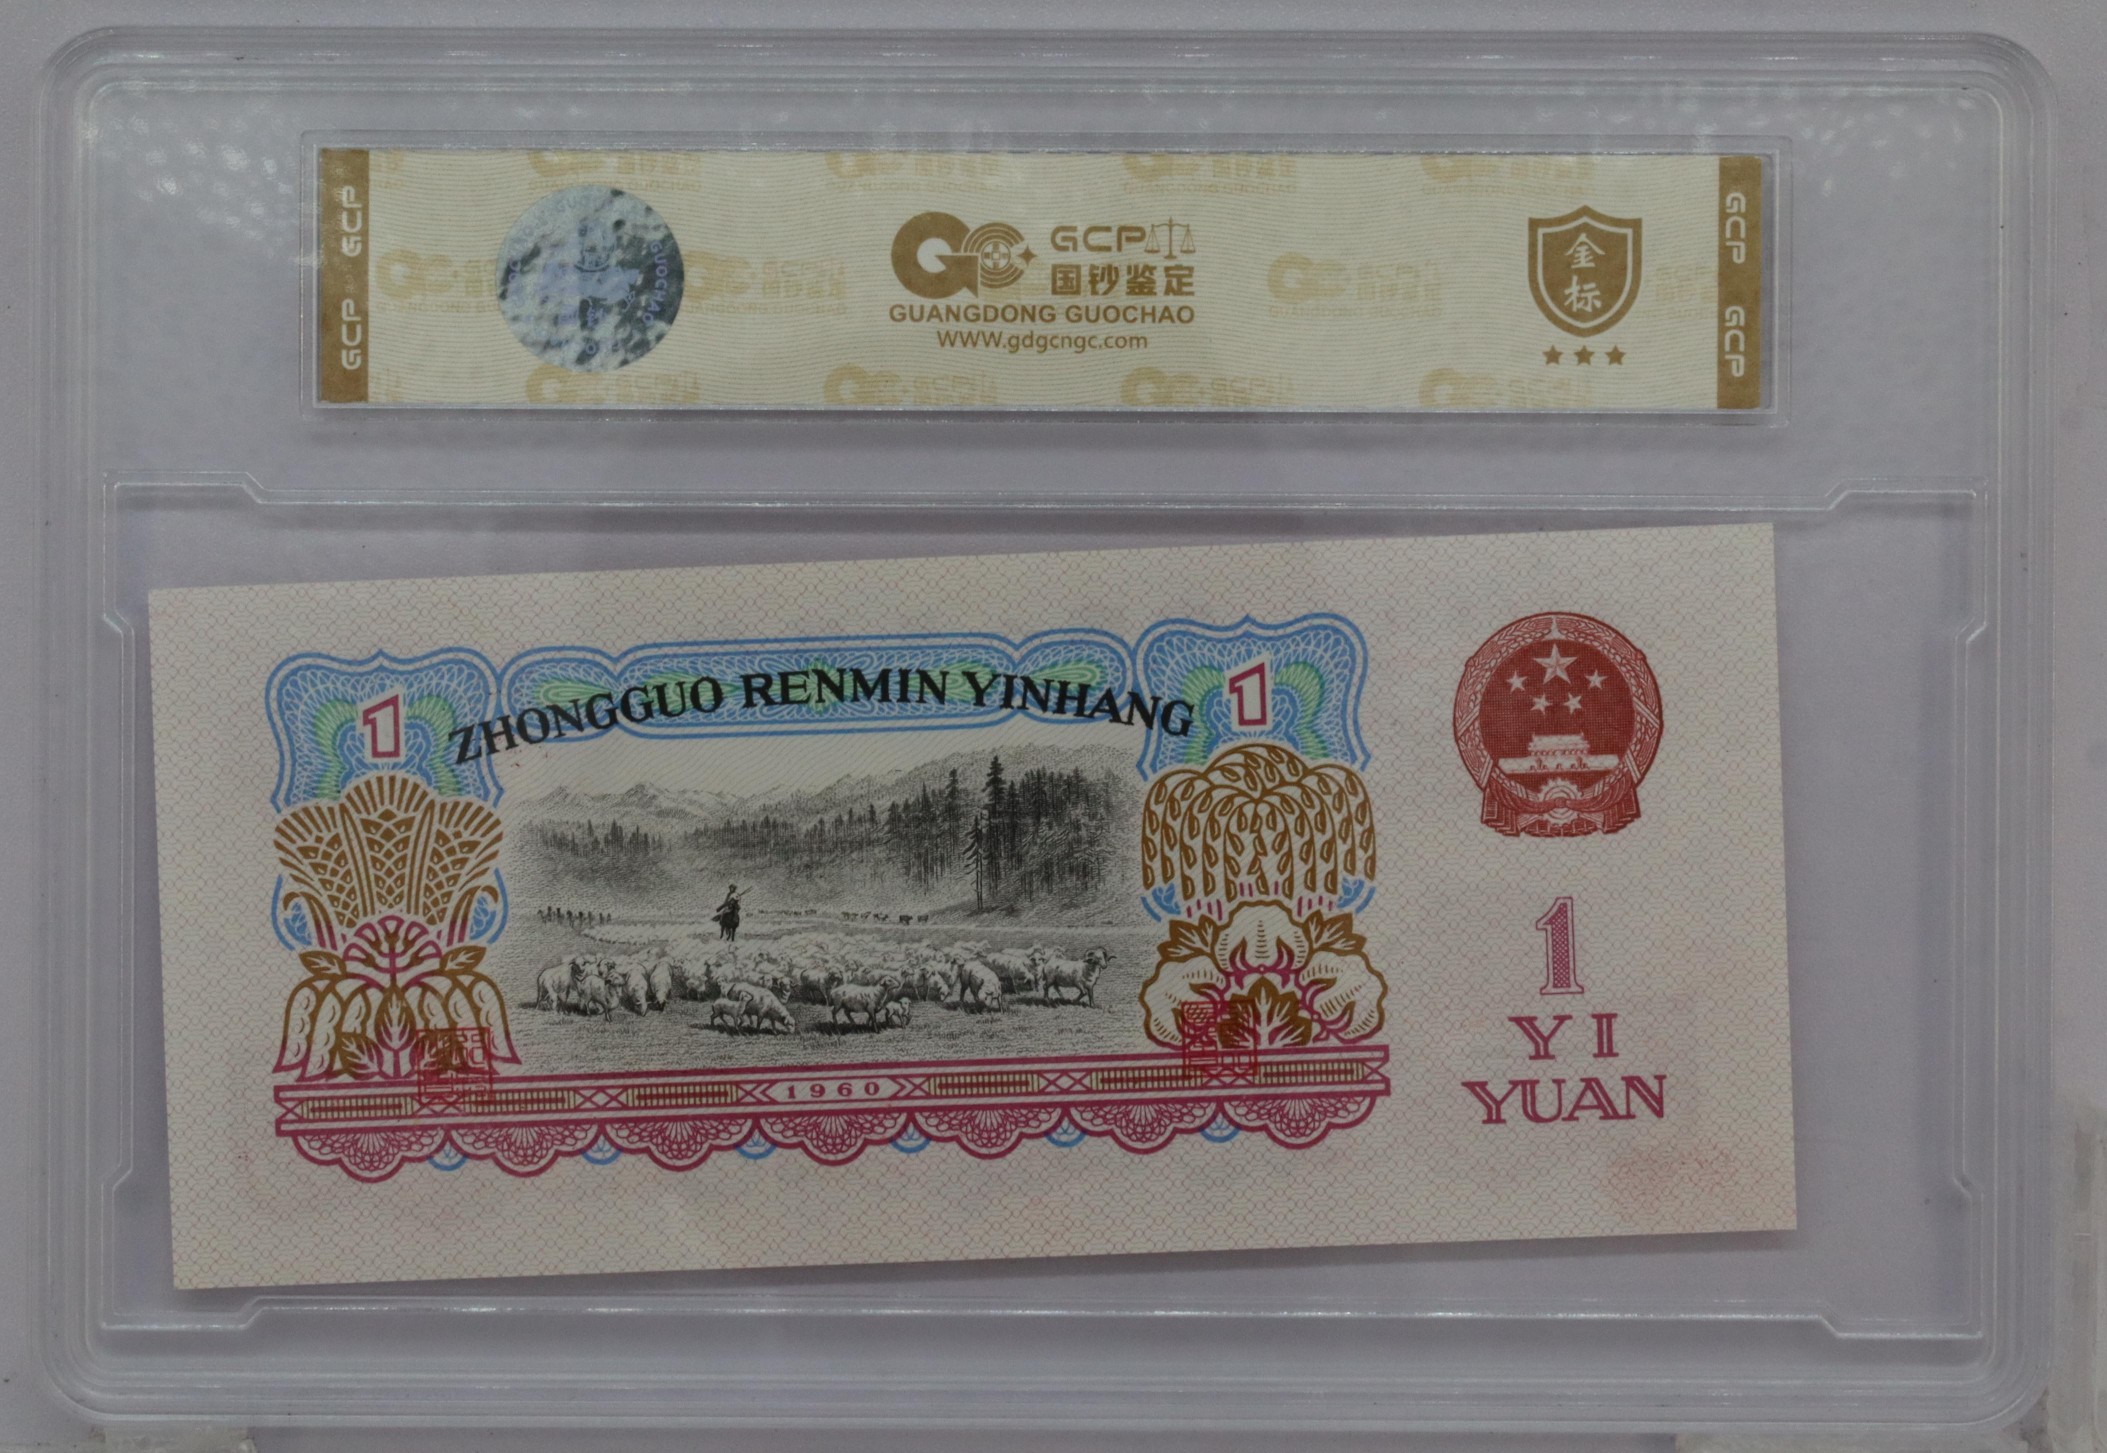 GCP GCP
GCP
国钞鉴定
GUANGDONG GUOCHAO
WWW.gdgcngc.com
金标
GCP GCP
1
ZHONGGUO RENMIN YINHANG
1
1960
1
YI
YUAN